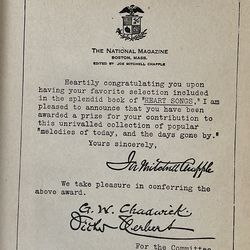 THE NATIONAL MAGAZINE
BOSTON, MASS.
EDITED BY JOE MITCHELL CHAPPLE
Heartily congratulating you upon
having your favorite selection included
in the splendid book of "HEART SONGS," I am
pleased to announce that you have been
awarded a prize for your contribution to
this unrivalled collection of popular
"melodies of today, and the days gone by."
Yours sincerely,
Joe Mitchell Chapple
We take pleasure in conferring the
above award.
G. W. Chadwick
Victor Herbert
For the Committee